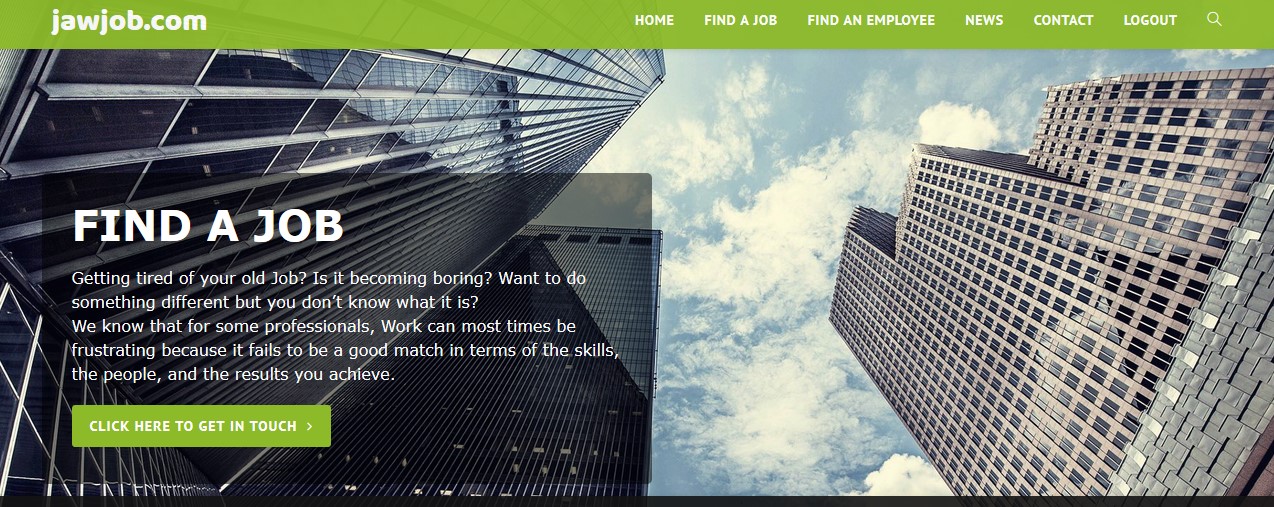 jawjob.com
HOME FIND A JOB FIND AN EMPLOYEE NEWS CONTACT LOGOUT
FIND A JOB
Getting tired of your old Job? Is it becoming boring? Want to do
something different but you don’t know what it is?
We know that for some professionals, Work can most times be
frustrating because it fails to be a good match in terms of the skills,
the people, and the results you achieve.
CLICK HERE TO GET IN TOUCH